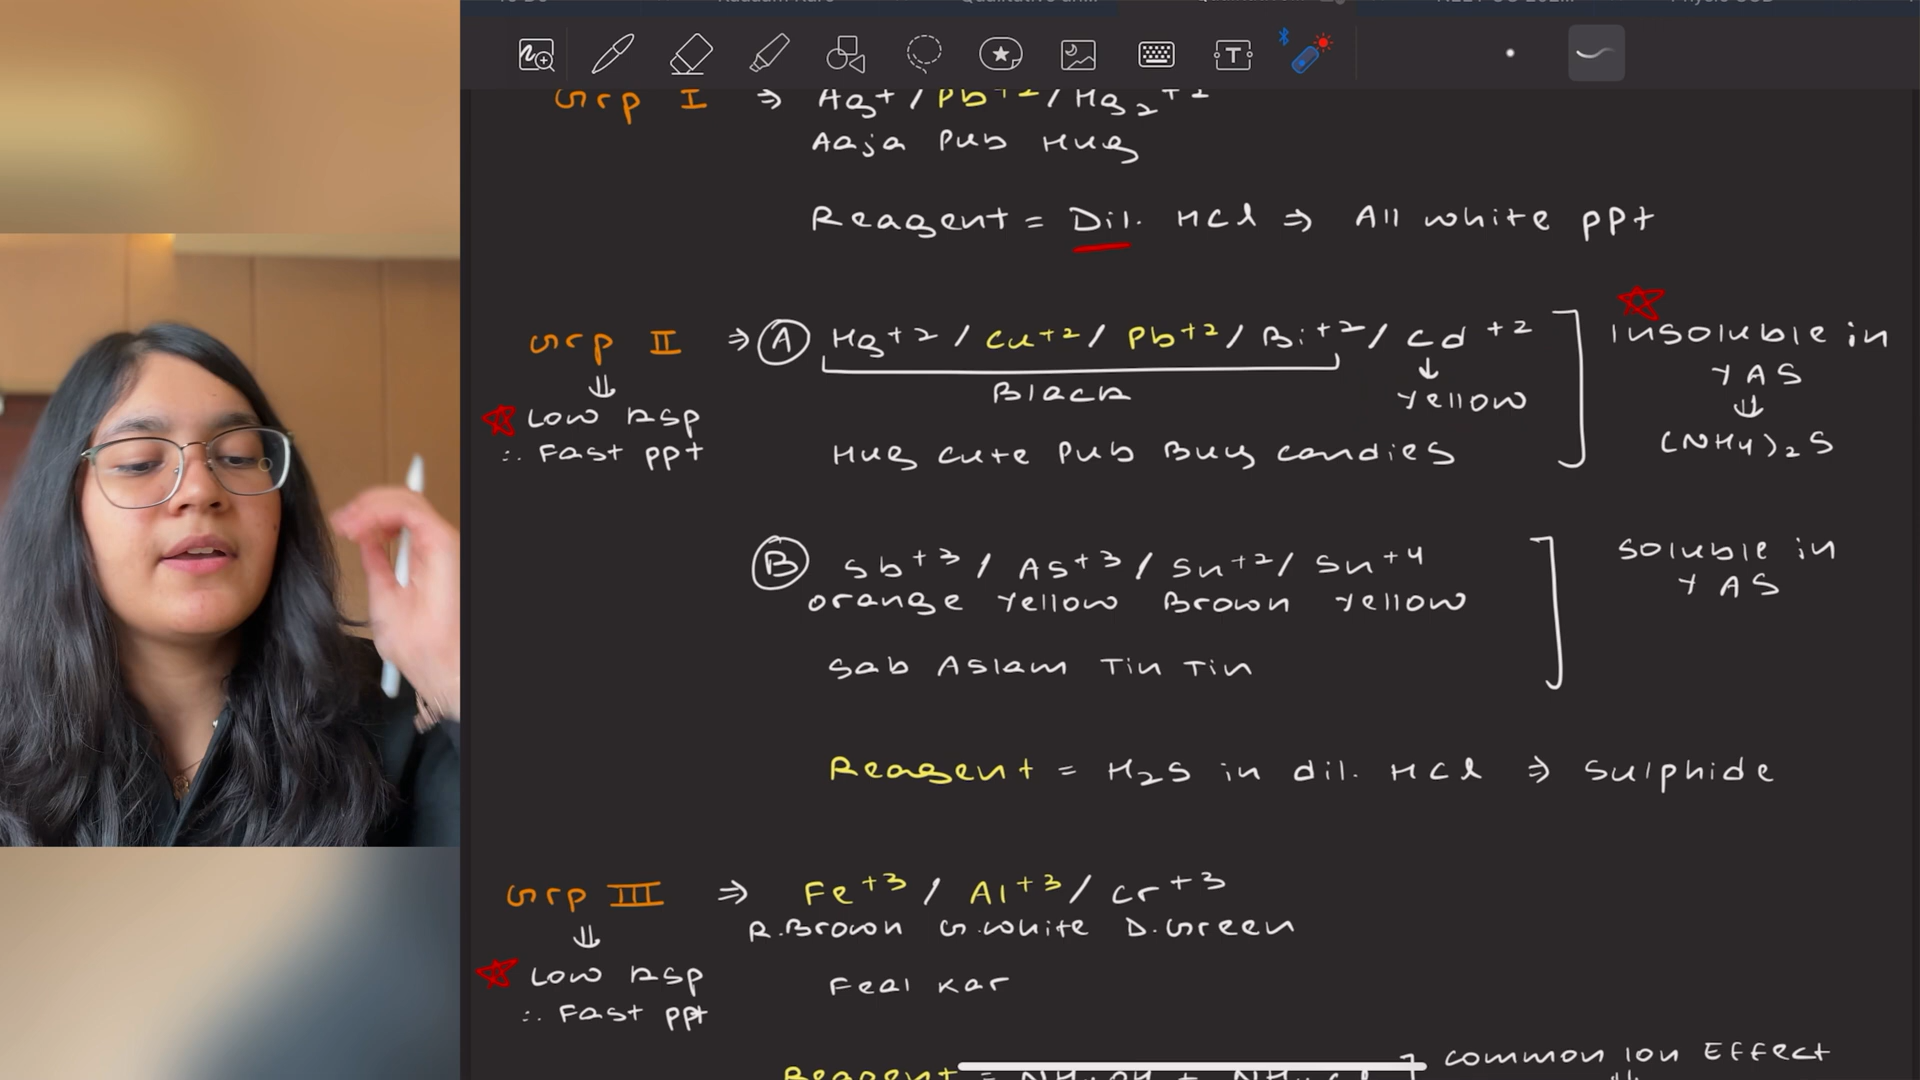 Grp I ⇒ Ag+ / Pb+2 / Hg2+2
Aaja Pub Hug
Reagent = Dil. HCl ⇒ All white ppt
Grp II ⇒ A Hg+2 / Cu+2 / Pb+2 / Bi+2 / Cd+2
Black
Yellow
Hug cute Pub Buy candies
Insoluble in
YAS
⇓
(NH4)2S
⇓
Low Ksp
∴ Fast ppt
B Sb+3 / As+3 / Sn+2 / Sn+4
Orange Yellow Brown Yellow
Sab Aslam Tin Tin
Soluble in
YAS
Reagent = H2S in dil. HCl ⇒ Sulphide
Grp III ⇒ Fe+3 / Al+3 / Cr+3
R.Brown G.white D.Green
⇓
Low Ksp
∴ Fast ppt
Feal Kar
Common Ion Effect
Reagent =